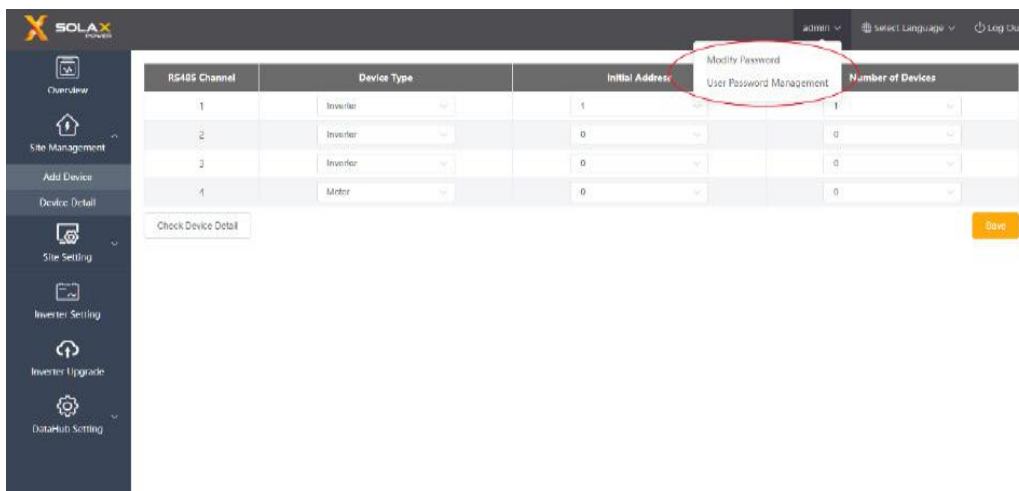 SOLAX
POWER
admin
Select Language
Log Ou
Modify Password
User Password Management
Overview
Site Management
Add Device
Device Detail
Site Setting
Inverter Setting
Inverter Upgrade
DataHub Setting
RS485 Channel Device Type Initial Address Number of Devices
1 Inverter 1 1
2 Inverter 0 0
3 Inverter 0 0
4 Meter 0 0
Check Device Detail
Save